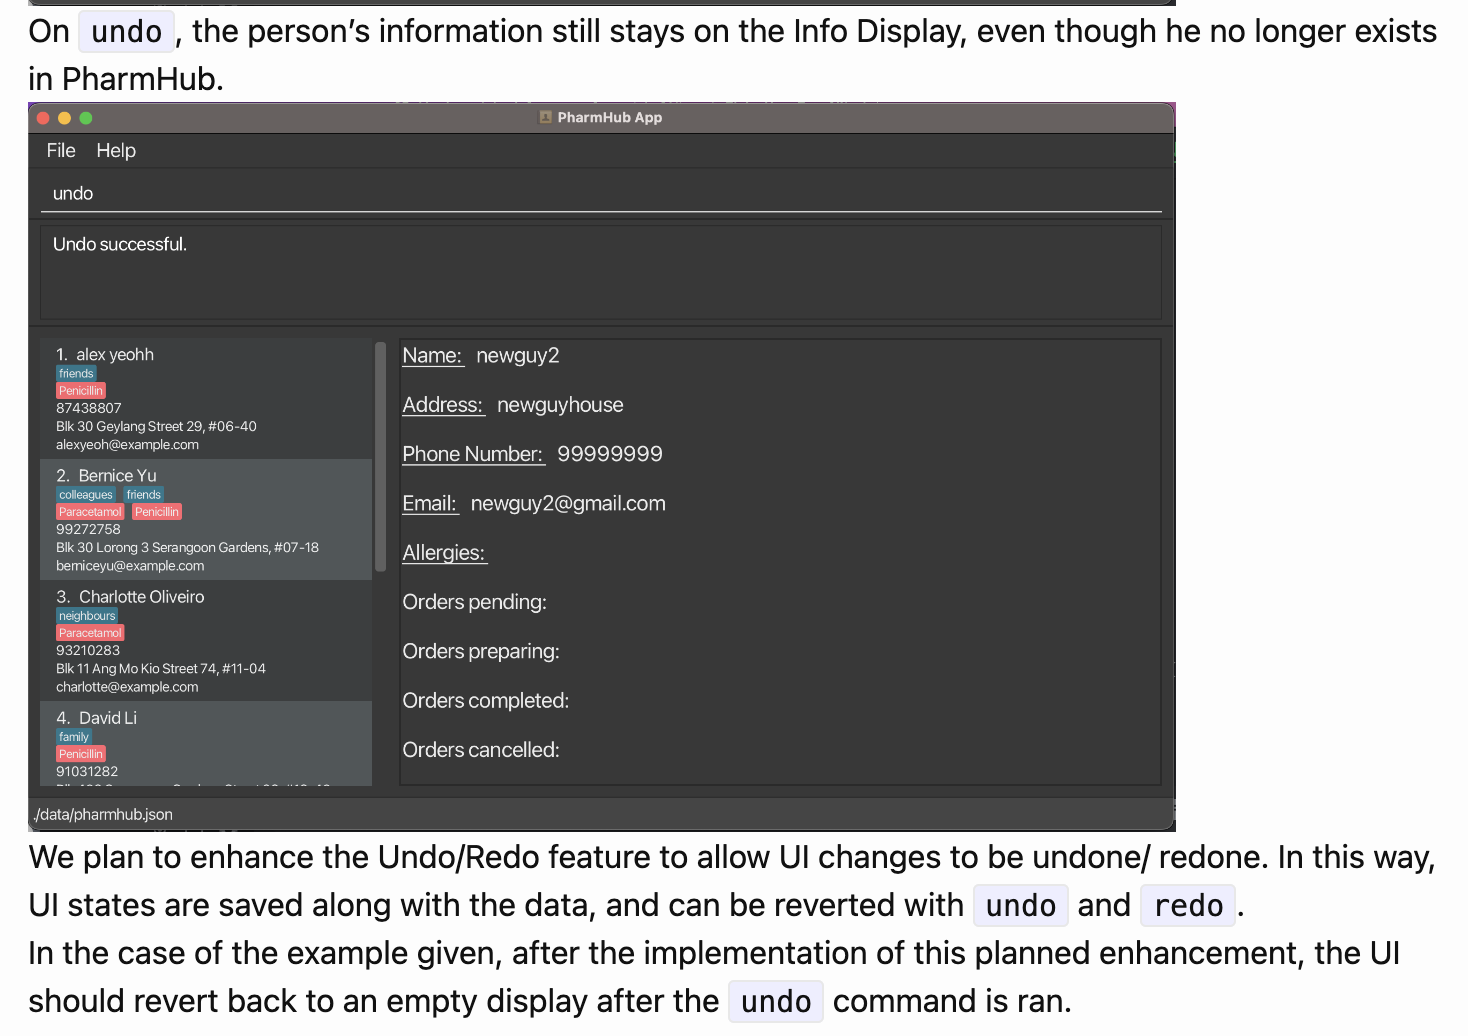 On undo, the person’s information still stays on the Info Display, even though he no longer exists
in PharmHub.
PharmHub App
File Help
undo
Undo successful.
1. alex yeohh
friends
Penicillin
87438807
Blk 30 Geylang Street 29, #06-40
alexyeoh@example.com
2. Bernice Yu
colleagues friends
Paracetamol Penicillin
99272758
Blk 30 Lorong 3 Serangoon Gardens, #07-18
berniceyu@example.com
3. Charlotte Oliveiro
neighbours
Paracetamol
93210283
Blk 11 Ang Mo Kio Street 74, #11-04
charlotte@example.com
4. David Li
family
Penicillin
91031282
Name: newguy2
Address: newguyhouse
Phone Number: 99999999
Email: newguy2@gmail.com
Allergies:
Orders pending:
Orders preparing:
Orders completed:
Orders cancelled:
./data/pharmhub.json
We plan to enhance the Undo/Redo feature to allow UI changes to be undone/ redone. In this way,
UI states are saved along with the data, and can be reverted with undo and redo.
In the case of the example given, after the implementation of this planned enhancement, the UI
should revert back to an empty display after the undo command is ran.